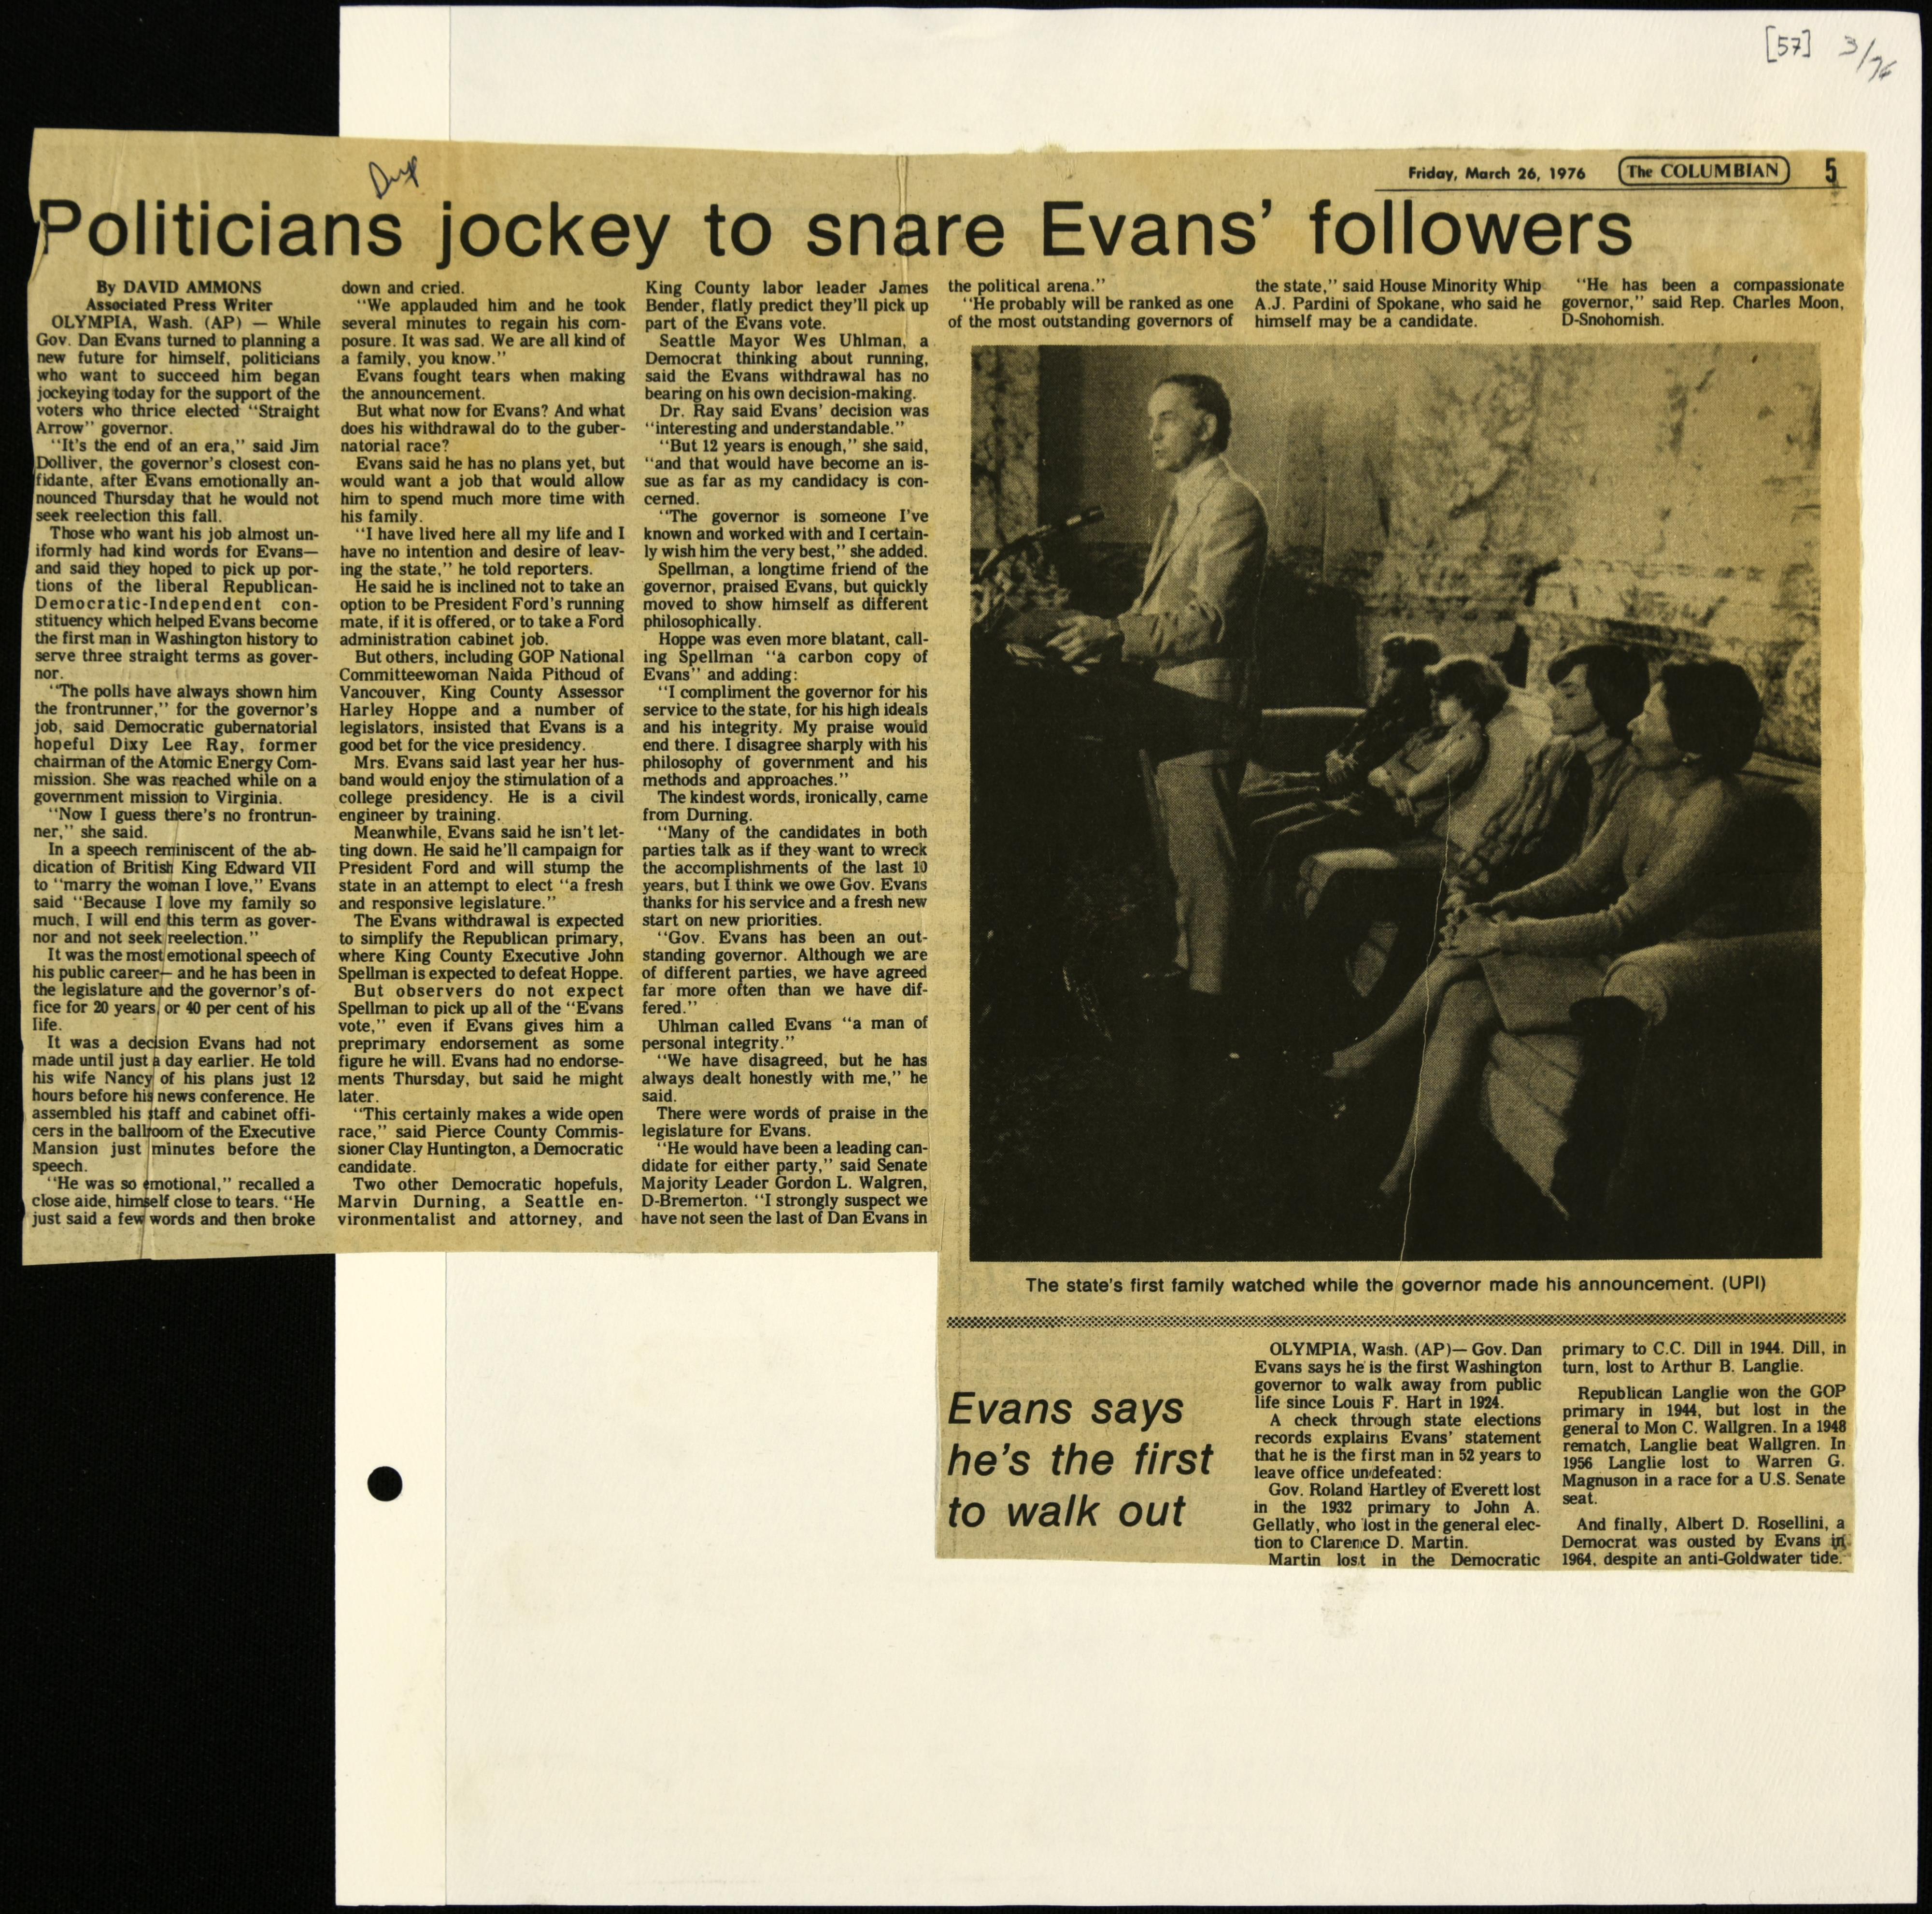 [57] 3/76
Dup
Friday, March 26, 1976 The COLUMBIAN 5
Politicians jockey to snare Evans' followers
By DAVID AMMONS
Associated Press Writer
OLYMPIA, Wash. (AP) — While
Gov. Dan Evans turned to planning a
new future for himself, politicians
who want to succeed him began
jockeying today for the support of the
voters who thrice elected "Straight
Arrow" governor.
"It's the end of an era," said Jim
Dolliver, the governor's closest con-
fidante, after Evans emotionally an-
nounced Thursday that he would not
seek reelection this fall.
Those who want his job almost un-
iformly had kind words for Evans—
and said they hoped to pick up por-
tions of the liberal Republican-
Democratic-Independent con-
stituency which helped Evans become
the first man in Washington history to
serve three straight terms as gover-
nor.
"The polls have always shown him
the frontrunner," for the governor's
job, said Democratic gubernatorial
hopeful Dixy Lee Ray, former
chairman of the Atomic Energy Com-
mission. She was reached while on a
government mission to Virginia.
"Now I guess there's no frontrun-
ner," she said.
In a speech reminiscent of the ab-
dication of British King Edward VII
to "marry the woman I love," Evans
said "Because I love my family so
much, I will end this term as gover-
nor and not seek reelection."
It was the most emotional speech of
his public career— and he has been in
the legislature and the governor's of-
fice for 20 years, or 40 per cent of his
life.
It was a decision Evans had not
made until just a day earlier. He told
his wife Nancy of his plans just 12
hours before his news conference. He
assembled his staff and cabinet offi-
cers in the ballroom of the Executive
Mansion just minutes before the
speech.
"He was so emotional," recalled a
close aide, himself close to tears. "He
just said a few words and then broke
down and cried.
"We applauded him and he took
several minutes to regain his com-
posure. It was sad. We are all kind of
a family, you know."
Evans fought tears when making
the announcement.
But what now for Evans? And what
does his withdrawal do to the guber-
natorial race?
Evans said he has no plans yet, but
would want a job that would allow
him to spend much more time with
his family.
"I have lived here all my life and I
have no intention and desire of leav-
ing the state," he told reporters.
He said he is inclined not to take an
option to be President Ford's running
mate, if it is offered, or to take a Ford
administration cabinet job.
But others, including GOP National
Committeewoman Naida Pithoud of
Vancouver, King County Assessor
Harley Hoppe and a number of
legislators, insisted that Evans is a
good bet for the vice presidency.
Mrs. Evans said last year her hus-
band would enjoy the stimulation of a
college presidency. He is a civil
engineer by training.
Meanwhile, Evans said he isn't let-
ting down. He said he'll campaign for
President Ford and will stump the
state in an attempt to elect "a fresh
and responsive legislature."
The Evans withdrawal is expected
to simplify the Republican primary,
where King County Executive John
Spellman is expected to defeat Hoppe.
But observers do not expect
Spellman to pick up all of the "Evans
vote," even if Evans gives him a
preprimary endorsement as some
figure he will. Evans had no endorse-
ments Thursday, but said he might
later.
"This certainly makes a wide open
race," said Pierce County Commis-
sioner Clay Huntington, a Democratic
candidate.
Two other Democratic hopefuls,
Marvin Durning, a Seattle en-
vironmentalist and attorney, and
King County labor leader James
Bender, flatly predict they'll pick up
part of the Evans vote.
Seattle Mayor Wes Uhlman, a
Democrat thinking about running,
said the Evans withdrawal has no
bearing on his own decision-making.
Dr. Ray said Evans' decision was
"interesting and understandable."
"But 12 years is enough," she said,
"and that would have become an is-
sue as far as my candidacy is con-
cerned.
"The governor is someone I've
known and worked with and I certain-
ly wish him the very best," she added.
Spellman, a longtime friend of the
governor, praised Evans, but quickly
moved to show himself as different
philosophically.
Hoppe was even more blatant, call-
ing Spellman "a carbon copy of
Evans" and adding:
"I compliment the governor for his
service to the state, for his high ideals
and his integrity. My praise would
end there. I disagree sharply with his
philosophy of government and his
methods and approaches."
The kindest words, ironically, came
from Durning.
"Many of the candidates in both
parties talk as if they want to wreck
the accomplishments of the last 10
years, but I think we owe Gov. Evans
thanks for his service and a fresh new
start on new priorities.
"Gov. Evans has been an out-
standing governor. Although we are
of different parties, we have agreed
far more often than we have dif-
fered."
Uhlman called Evans "a man of
personal integrity."
"We have disagreed, but he has
always dealt honestly with me," he
said.
There were words of praise in the
legislature for Evans.
"He would have been a leading can-
didate for either party," said Senate
Majority Leader Gordon L. Walgren,
D-Bremerton. "I strongly suspect we
have not seen the last of Dan Evans in
the political arena."
"He probably will be ranked as one
of the most outstanding governors of
the state," said House Minority Whip
A.J. Pardini of Spokane, who said he
himself may be a candidate.
"He has been a compassionate
governor," said Rep. Charles Moon,
D-Snohomish.
The state's first family watched while the governor made his announcement. (UPI)
Evans says
he's the first
to walk out
OLYMPIA, Wash. (AP)— Gov. Dan
Evans says he is the first Washington
governor to walk away from public
life since Louis F. Hart in 1924.
A check through state elections
records explains Evans' statement
that he is the first man in 52 years to
leave office undefeated:
Gov. Roland Hartley of Everett lost
in the 1932 primary to John A.
Gellatly, who lost in the general elec-
tion to Clarence D. Martin.
Martin lost in the Democratic
primary to C.C. Dill in 1944. Dill, in
turn, lost to Arthur B. Langlie.
Republican Langlie won the GOP
primary in 1944, but lost in the
general to Mon C. Wallgren. In a 1948
rematch, Langlie beat Wallgren. In
1956 Langlie lost to Warren G.
Magnuson in a race for a U.S. Senate
seat.
And finally, Albert D. Rosellini, a
Democrat was ousted by Evans in
1964, despite an anti-Goldwater tide.